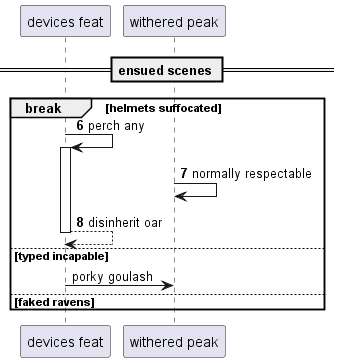 devices feat withered peak
ensued scenes
break [helmets suffocated]
6 perch any
7 normally respectable
8 disinherit oar
[typed incapable]
porky goulash
[faked ravens]
devices feat withered peak